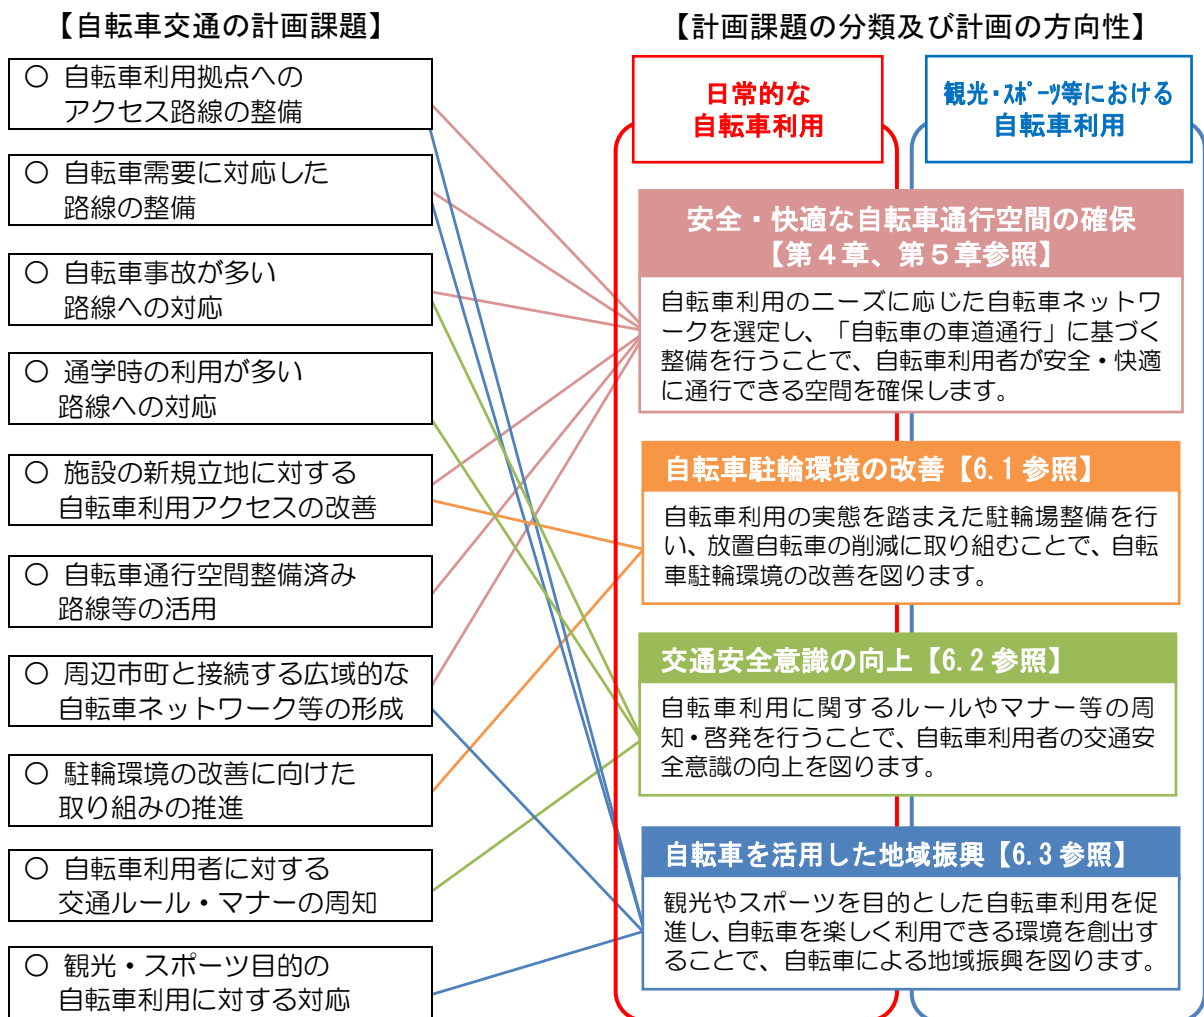 【自転車交通の計画課題】
〇 自転車利用拠点への
アクセス路線の整備
〇 自転車需要に対応した
路線の整備
〇 自転車事故が多い
路線への対応
〇 通学時の利用が多い
路線への対応
〇 施設の新規立地に対する
自転車利用アクセスの改善
〇 自転車通行空間整備済み
路線等の活用
〇 周辺市町と接続する広域的な
自転車ネットワーク等の形成
〇 駐輪環境の改善に向けた
取り組みの推進
〇 自転車利用者に対する
交通ルール・マナーの周知
〇 観光・スポーツ目的の
自転車利用に対する対応
【計画課題の分類及び計画の方向性】
日常的な
自転車利用
観光・ｽﾎﾟｰﾂ等における
自転車利用
安全・快適な自転車通行空間の確保
【第４章、第５章参照】
自転車利用のニーズに応じた自転車ネットワ
ークを選定し、「自転車の車道通行」に基づく
整備を行うことで、自転車利用者が安全・快適
に通行できる空間を確保します。
自転車駐輪環境の改善【6.1 参照】
自転車利用の実態を踏まえた駐輪場整備を行
い、放置自転車の削減に取り組むことで、自転
車駐輪環境の改善を図ります。
交通安全意識の向上【6.2 参照】
自転車利用に関するルールやマナー等の周
知・啓発を行うことで、自転車利用者の交通安
全意識の向上を図ります。
自転車を活用した地域振興【6.3 参照】
観光やスポーツを目的とした自転車利用を促
進し、自転車を楽しく利用できる環境を創出す
ることで、自転車による地域振興を図ります。